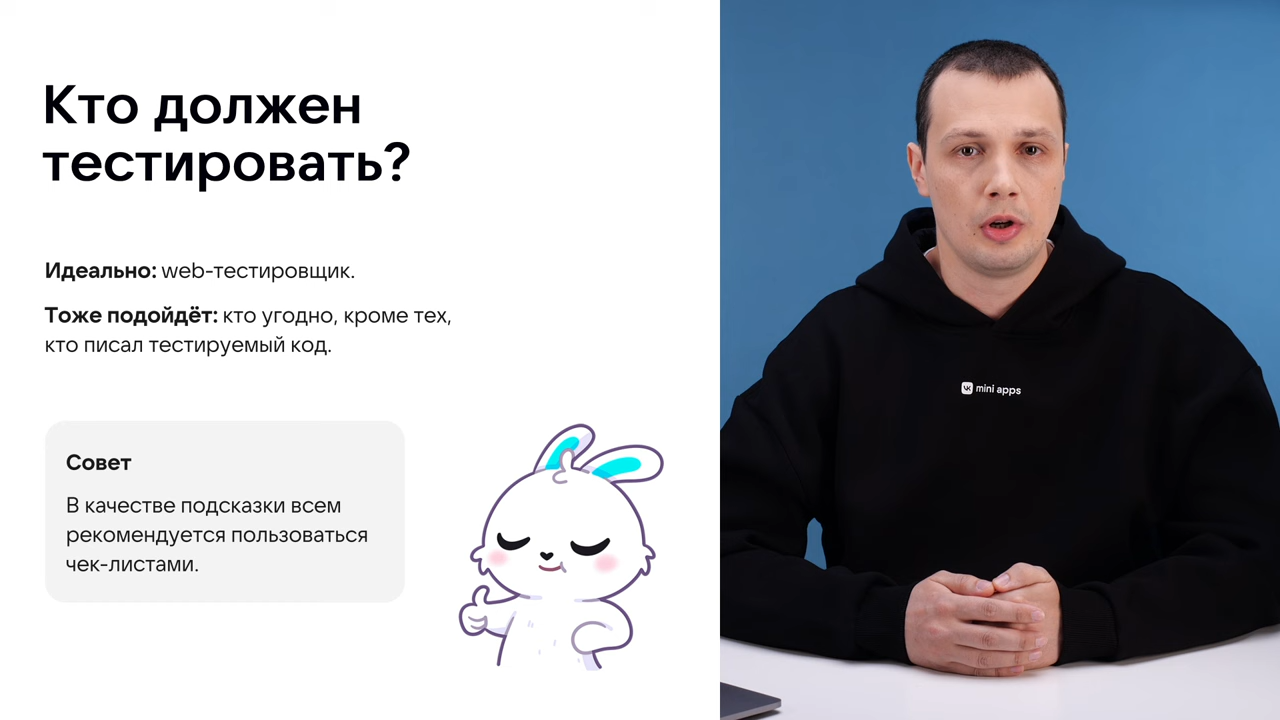 Кто должен
тестировать?
Идеально: web-тестировщик.
Тоже подойдёт: кто угодно, кроме тех,
кто писал тестируемый код.
Совет
В качестве подсказки всем
рекомендуется пользоваться
чек-листами.
VK mini apps